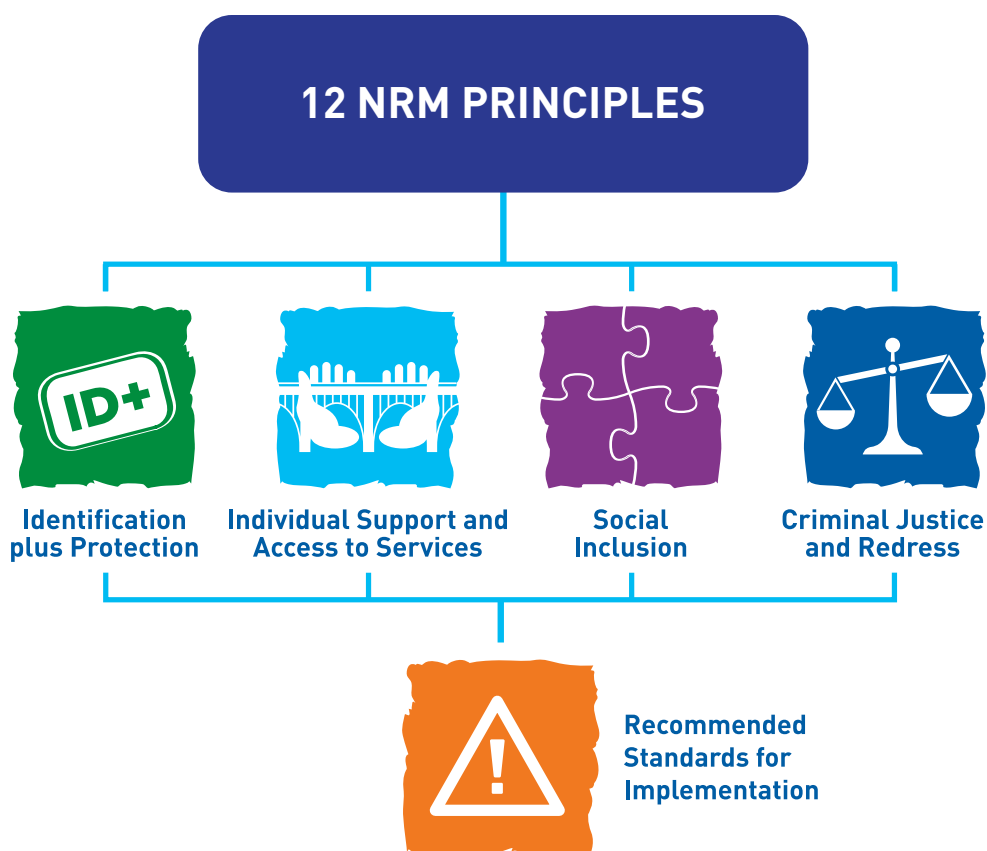 12 NRM PRINCIPLES
ID+
Identification
plus Protection
Individual Support and
Access to Services
Social
Inclusion
Criminal Justice
and Redress
!
Recommended
Standards for
Implementation